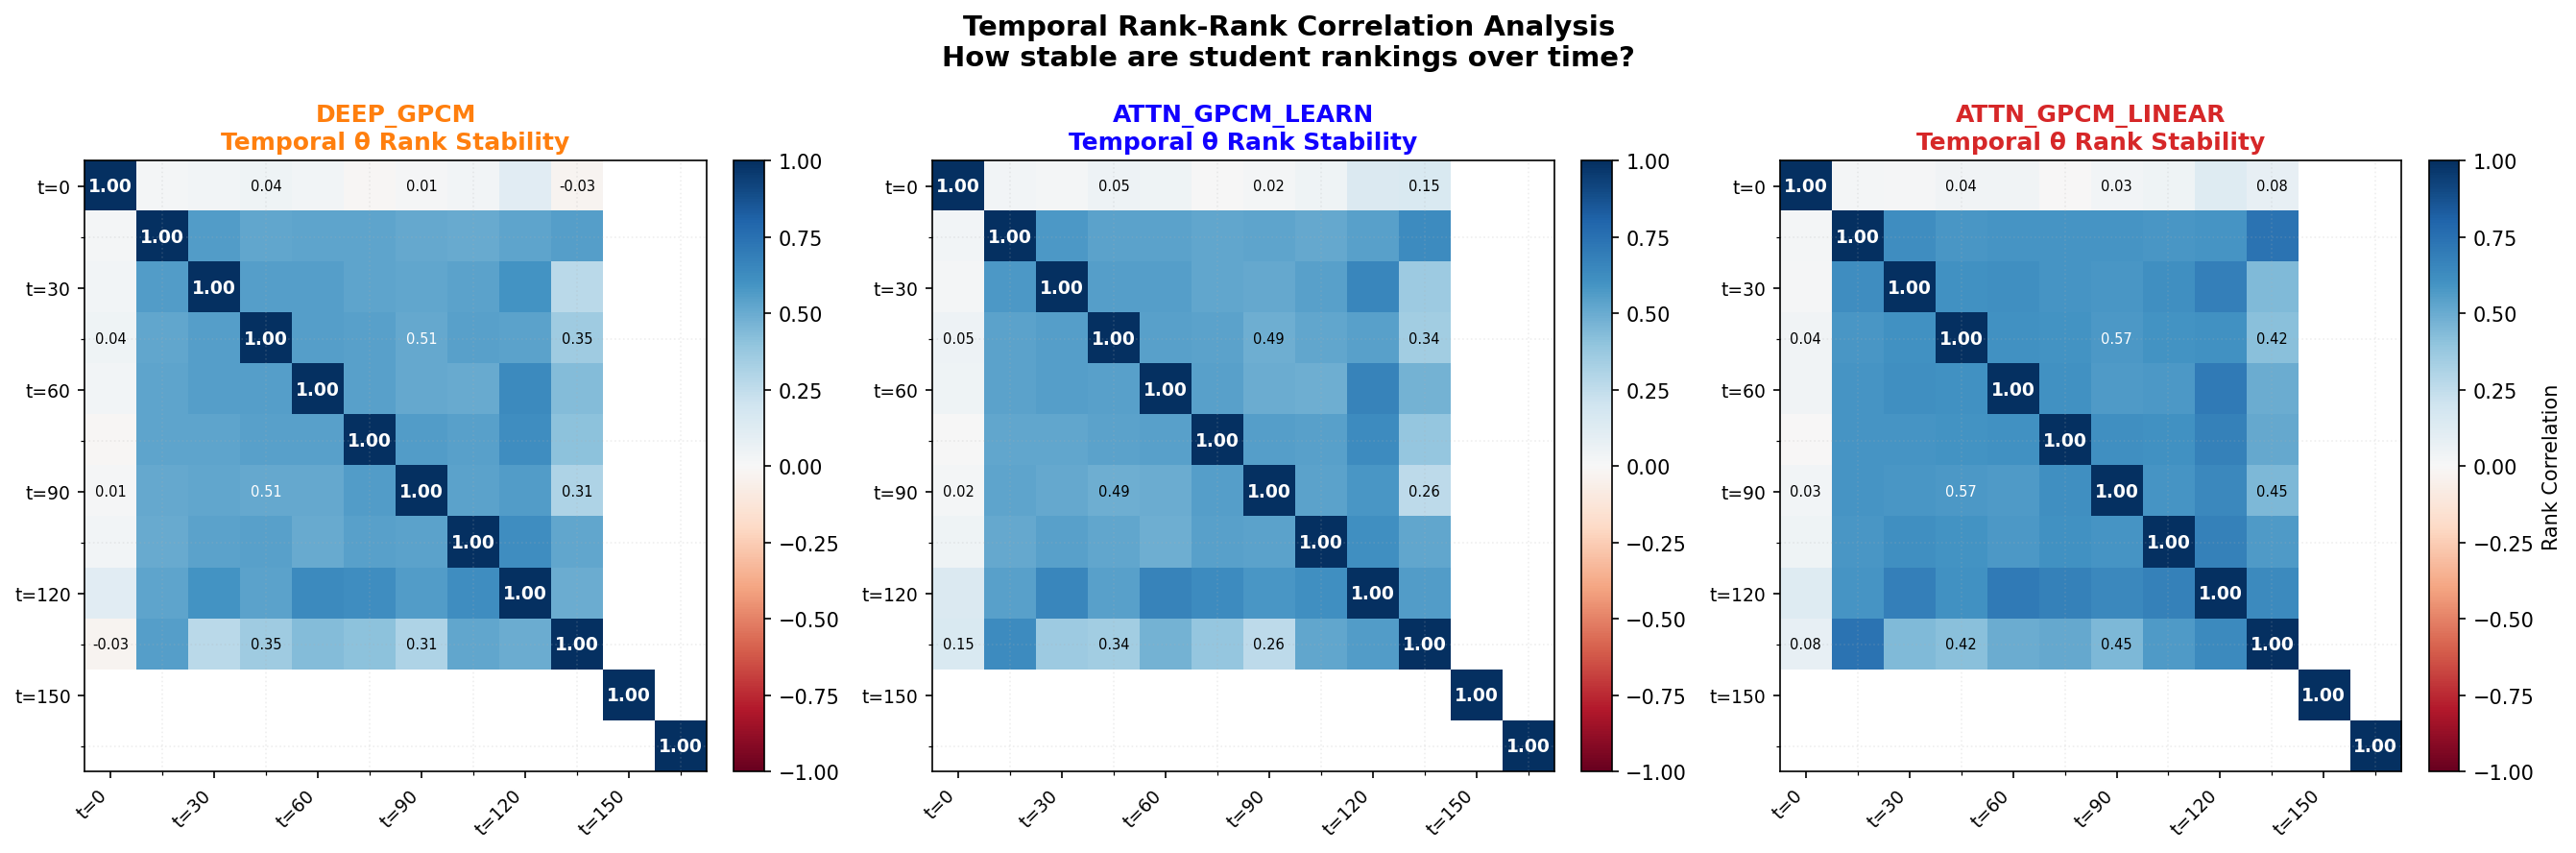 Temporal Rank-Rank Correlation Analysis
How stable are student rankings over time?
DEEP_GPCM
Temporal θ Rank Stability
t=0
t=30
t=60
t=90
t=120
t=150
1.00 0.04 0.01 -0.03
1.00
1.00
0.04 1.00 0.51 0.35
1.00
1.00
0.01 0.51 1.00 0.31
1.00
1.00
-0.03 0.35 0.31 1.00
1.00
1.00
t=0 t=30 t=60 t=90 t=120 t=150
1.00
0.75
0.50
0.25
0.00
−0.25
−0.50
−0.75
−1.00
ATTN_GPCM_LEARN
Temporal θ Rank Stability
t=0
t=30
t=60
t=90
t=120
t=150
1.00 0.05 0.02 0.15
1.00
1.00
0.05 1.00 0.49 0.34
1.00
1.00
0.02 0.49 1.00 0.26
1.00
1.00
0.15 0.34 0.26 1.00
1.00
1.00
t=0 t=30 t=60 t=90 t=120 t=150
1.00
0.75
0.50
0.25
0.00
−0.25
−0.50
−0.75
−1.00
ATTN_GPCM_LINEAR
Temporal θ Rank Stability
t=0
t=30
t=60
t=90
t=120
t=150
1.00 0.04 0.03 0.08
1.00
1.00
0.04 1.00 0.57 0.42
1.00
1.00
0.03 0.57 1.00 0.45
1.00
1.00
0.08 0.42 0.45 1.00
1.00
1.00
t=0 t=30 t=60 t=90 t=120 t=150
1.00
0.75
0.50
0.25
0.00
−0.25
−0.50
−0.75
−1.00
Rank Correlation